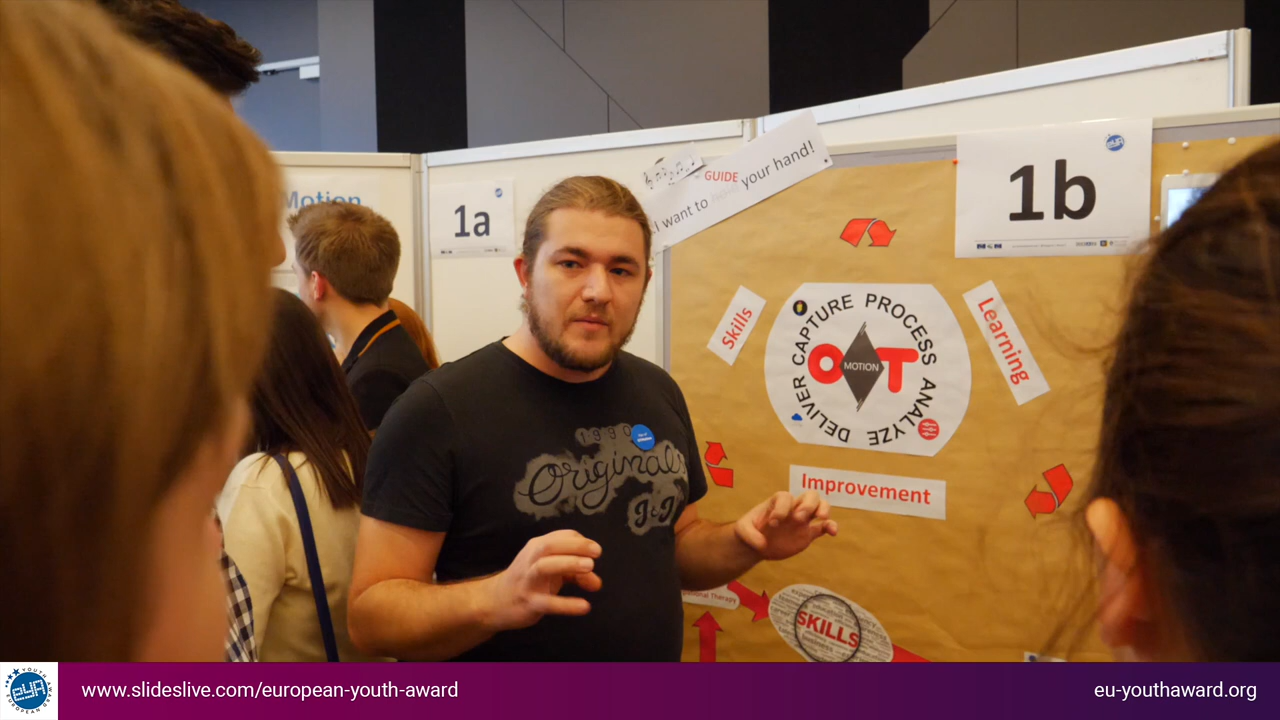 Motion
1a
GUIDE
I want to hold your hand!
1b
Skills
Learning
CAPTURE PROCESS ANALYZE DELIVER
O MOTION T
Improvement
1990
Originals
J&J
SKILLS
www.slideslive.com/european-youth-award
eu-youthaward.org